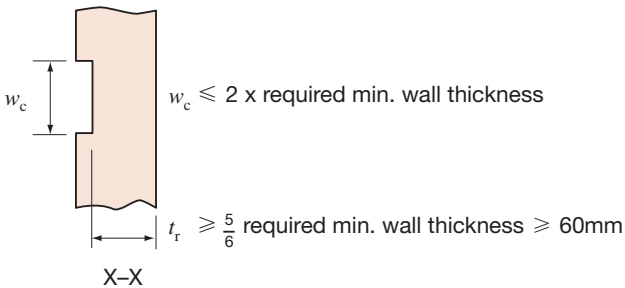 w_c w_c ⩽ 2 x required min. wall thickness
t_r ⩾ 5/6 required min. wall thickness ⩾ 60mm
X–X